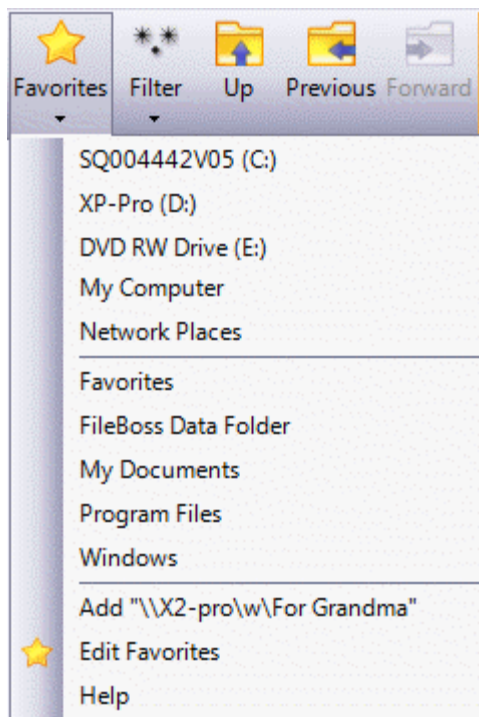 Favorites Filter Up Previous Forward
SQ004442V05 (C:)
XP-Pro (D:)
DVD RW Drive (E:)
My Computer
Network Places
Favorites
FileBoss Data Folder
My Documents
Program Files
Windows
Add "\\X2-pro\w\For Grandma"
Edit Favorites
Help